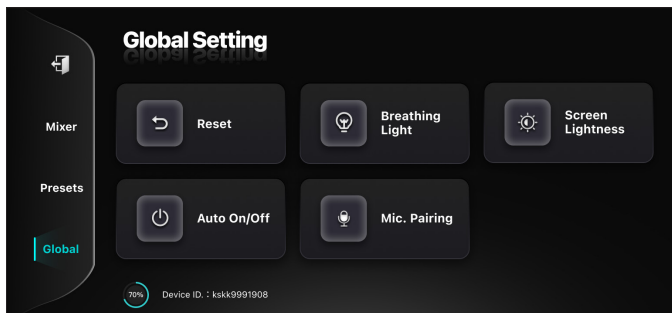 Global Setting
Mixer
Presets
Global
Reset
Breathing
Light
Screen
Lightness
Auto On/Off
Mic. Pairing
70%
Device ID.：kskk9991908